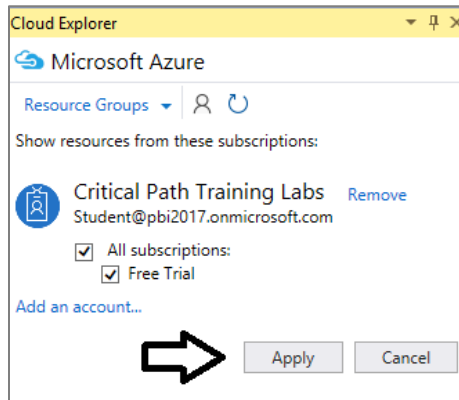 Cloud Explorer
Microsoft Azure
Resource Groups
Show resources from these subscriptions:
Critical Path Training Labs Remove
Student@pbi2017.onmicrosoft.com
All subscriptions:
Free Trial
Add an account...
Apply Cancel